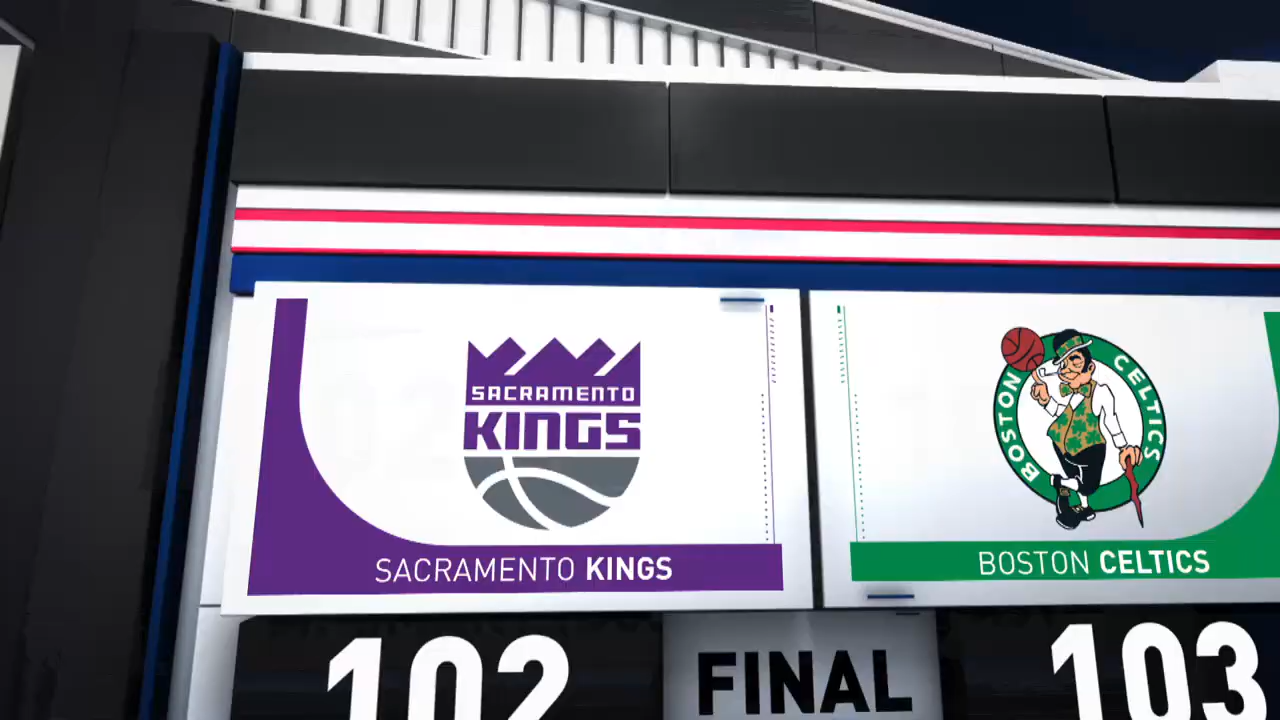 SACRAMENTO
KINGS
BOSTON CELTICS
SACRAMENTO KINGS
BOSTON CELTICS
102
FINAL
103